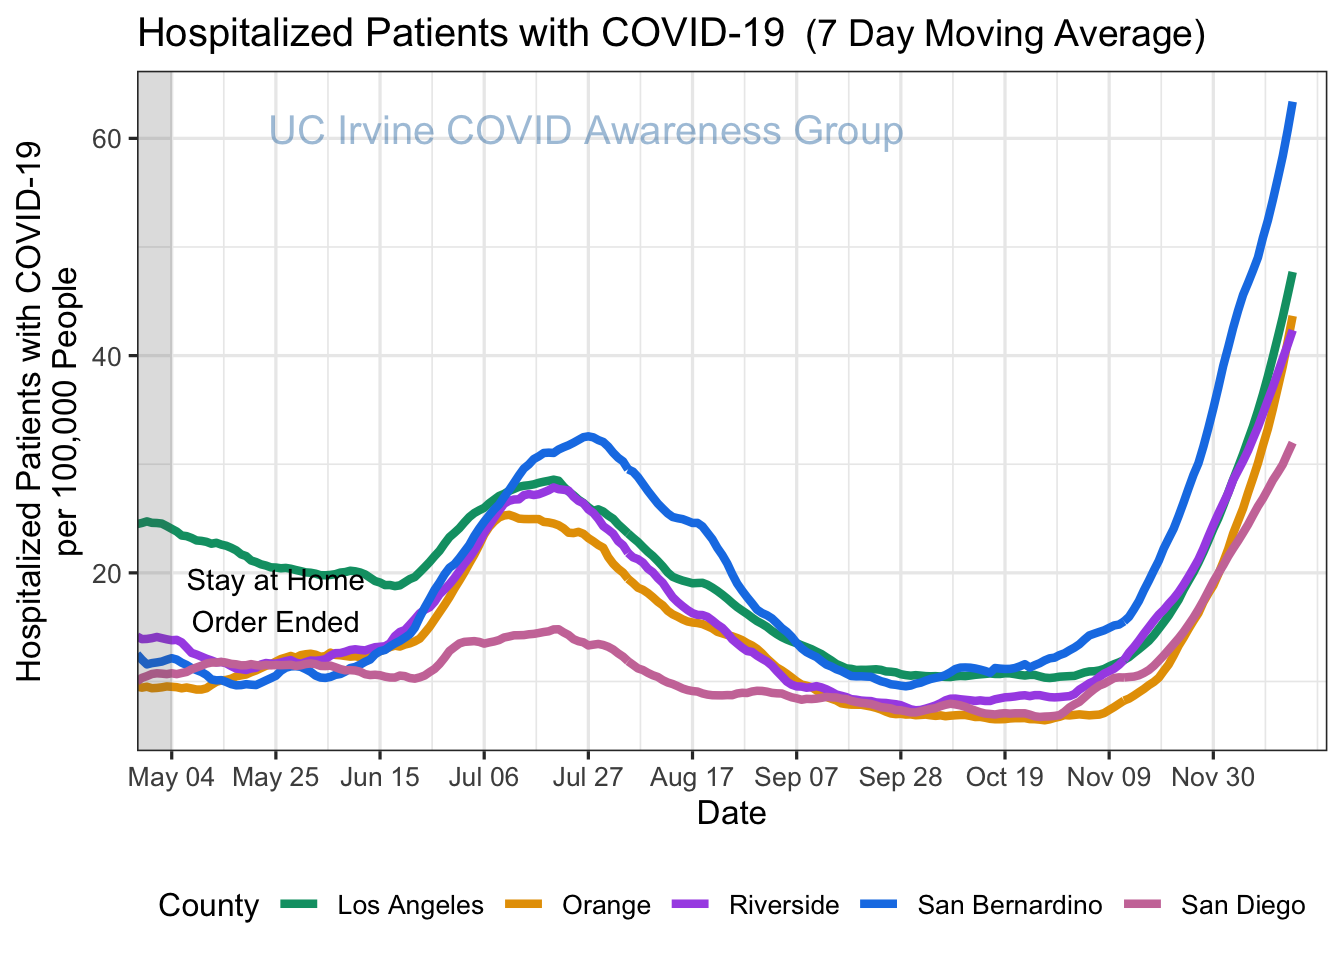 Hospitalized Patients with COVID-19  (7 Day Moving Average)
UC Irvine COVID Awareness Group
Hospitalized Patients with COVID-19
per 100,000 People
60
40
20
Stay at Home
Order Ended
May 04 May 25 Jun 15 Jul 06 Jul 27 Aug 17 Sep 07 Sep 28 Oct 19 Nov 09 Nov 30
Date
County Los Angeles Orange Riverside San Bernardino San Diego